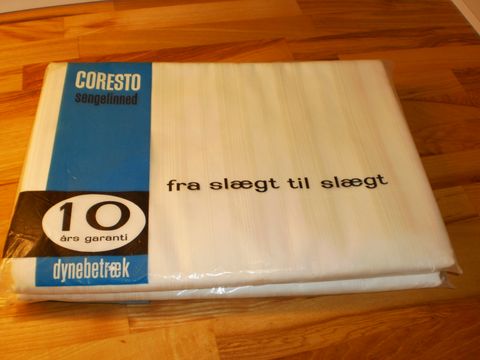 CORESTO
sengelinned
fra slægt til slægt
10
års garanti
dynebetræk